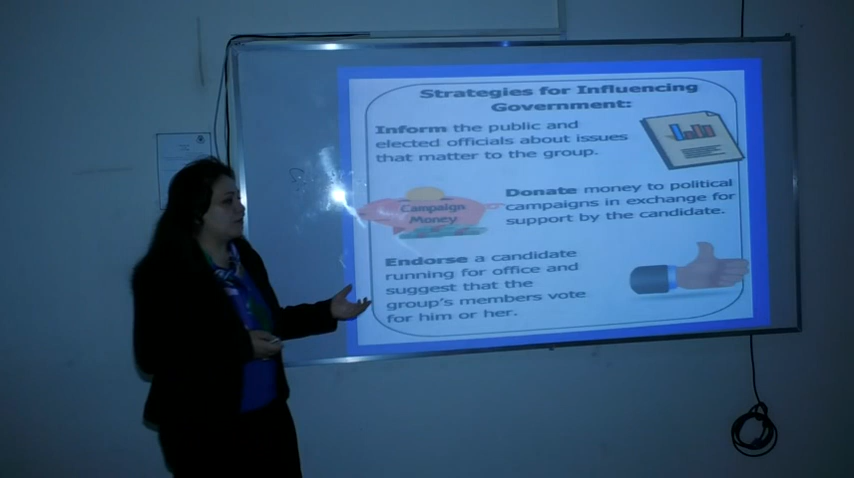 Strategies for Influencing
Government:
Inform the public and
elected officials about issues
that matter to the group.
Donate money to political
campaigns in exchange for
support by the candidate.
Campaign
Money
Endorse a candidate
running for office and
suggest that the
group's members vote
for him or her.